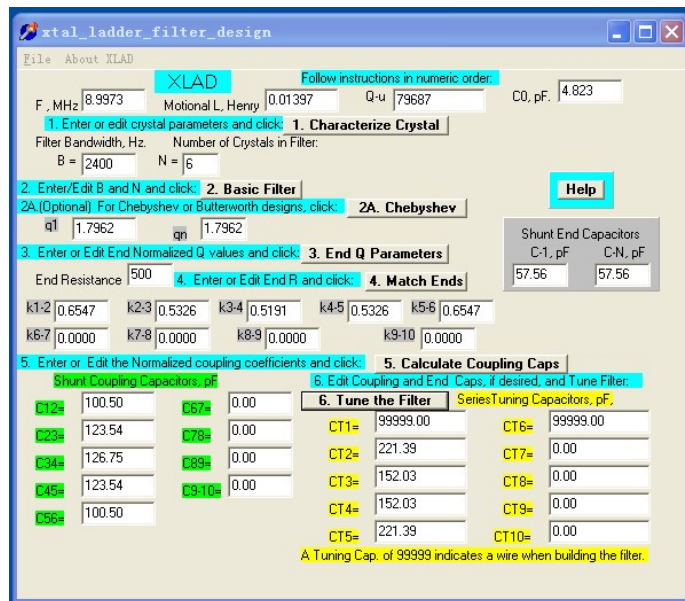 xtal_ladder_filter_design
File About XLAD
XLAD Follow instructions in numeric order:
F , MHz 8.9973 Motional L, Henry 0.01397 Q-u 79687 C0, pF. 4.823
1. Enter or edit crystal parameters and click: 1. Characterize Crystal
Filter Bandwidth, Hz. Number of Crystals in Filter:
B = 2400 N = 6
2. Enter/Edit B and N and click: 2. Basic Filter Help
2A.(Optional) For Chebyshev or Butterworth designs, click: 2A. Chebyshev
q1 1.7962 qn 1.7962 Shunt End Capacitors
3. Enter or Edit End Normalized Q values and click: 3. End Q Parameters C-1, pF C-N, pF
End Resistance 500 4. Enter or Edit End R and click: 4. Match Ends 57.56 57.56
k1-2 0.6547 k2-3 0.5326 k3-4 0.5191 k4-5 0.5326 k5-6 0.6547
k6-7 0.0000 k7-8 0.0000 k8-9 0.0000 k9-10 0.0000
5. Enter or Edit the Normalized coupling coefficients and click: 5. Calculate Coupling Caps
Shunt Coupling Capacitors, pF 6. Edit Coupling and End Caps, if desired, and Tune Filter:
C12= 100.50 C67= 0.00 6. Tune the Filter SeriesTuning Capacitors, pF,
C23= 123.54 C78= 0.00 CT1= 99999.00 CT6= 99999.00
C34= 126.75 C89= 0.00 CT2= 221.39 CT7= 0.00
C45= 123.54 C9-10= 0.00 CT3= 152.03 CT8= 0.00
C56= 100.50 CT4= 152.03 CT9= 0.00
CT5= 221.39 CT10= 0.00
A Tuning Cap. of 99999 indicates a wire when building the filter.